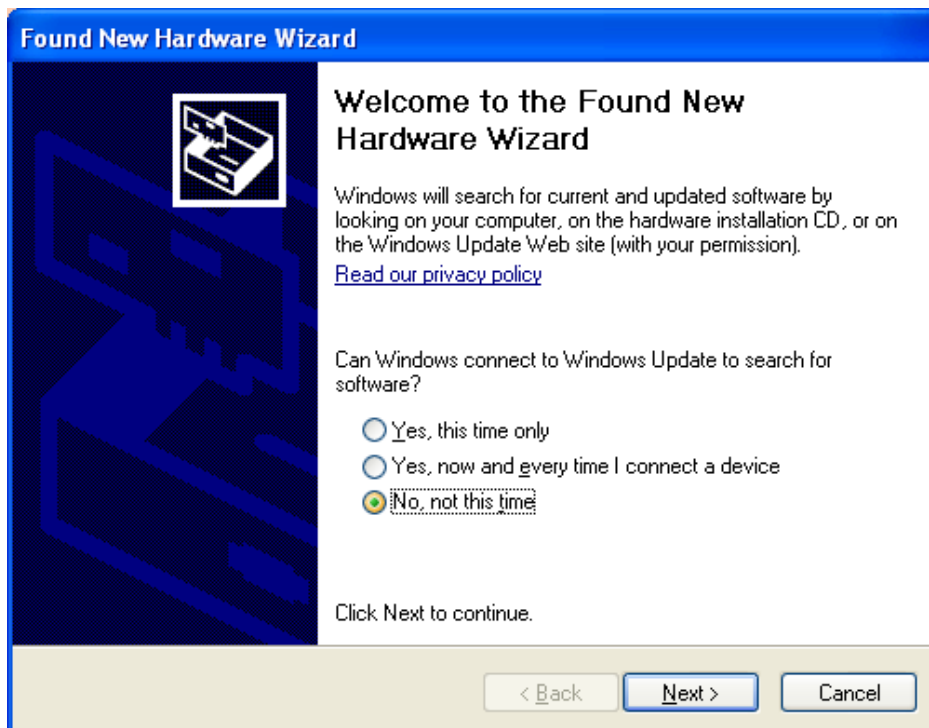 Found New Hardware Wizard
Welcome to the Found New
Hardware Wizard
Windows will search for current and updated software by
looking on your computer, on the hardware installation CD, or on
the Windows Update Web site (with your permission).
Read our privacy policy
Can Windows connect to Windows Update to search for
software?
Yes, this time only
Yes, now and every time I connect a device
No, not this time
Click Next to continue.
< Back
Next >
Cancel